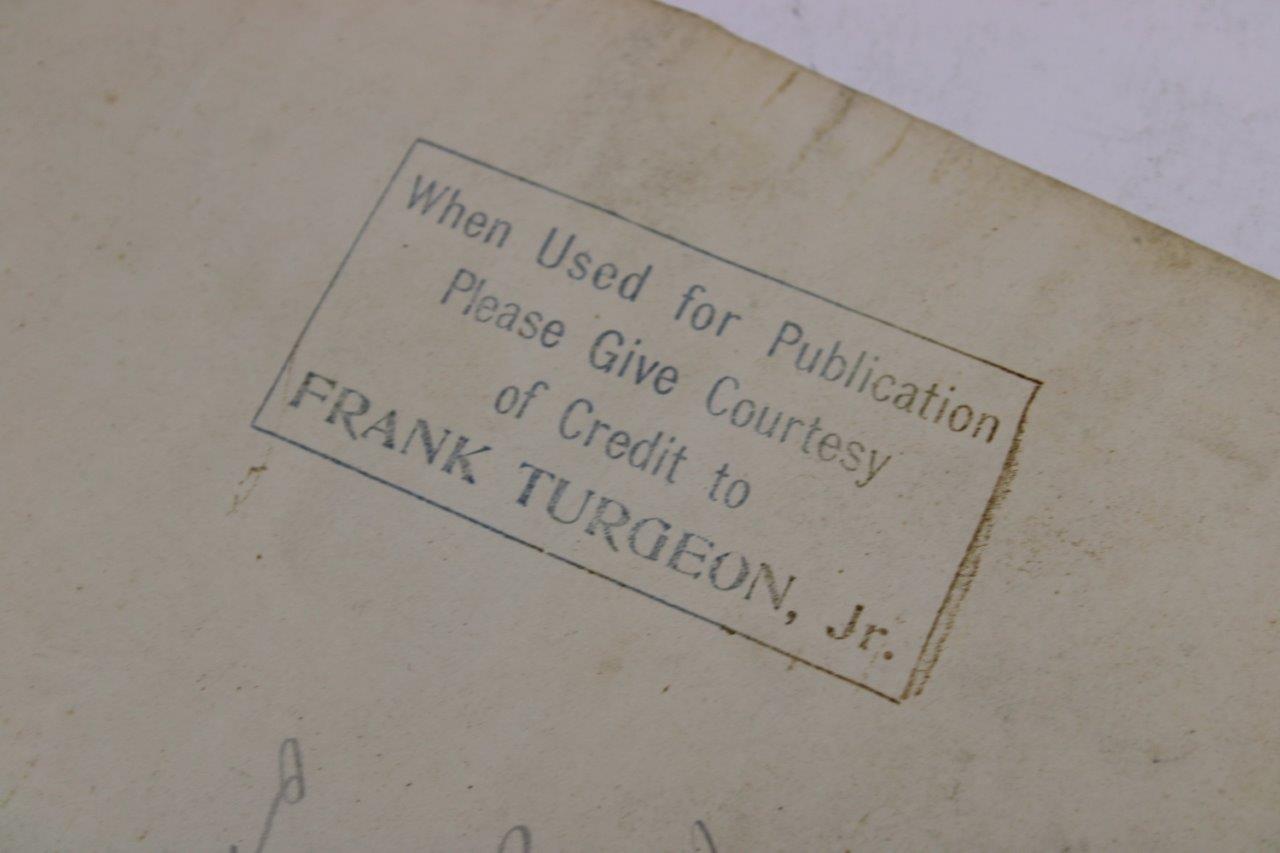 When Used for Publication
Please Give Courtesy
of Credit to
FRANK TURGEON, Jr.